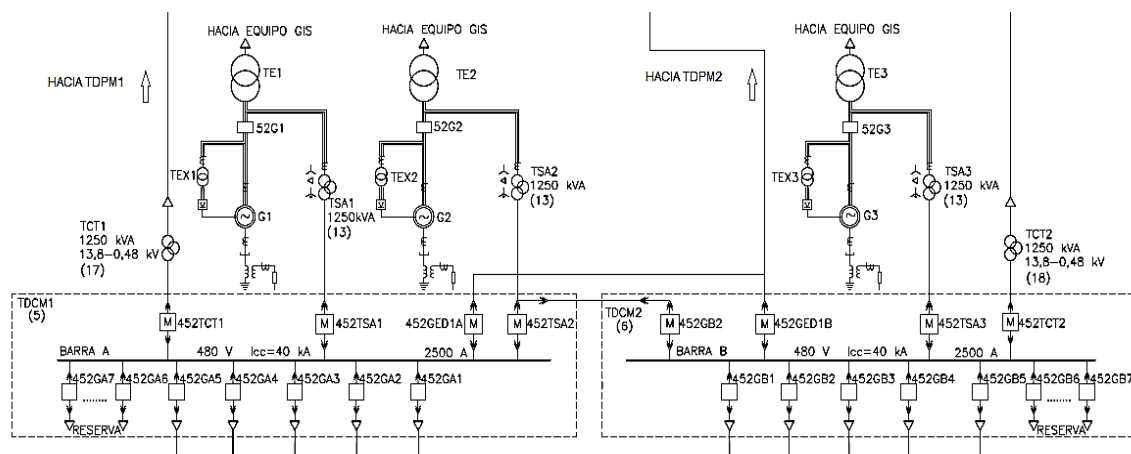 HACIA EQUIPO GIS
HACIA EQUIPO GIS
HACIA EQUIPO GIS
TE1
TE2
TE3
HACIA TDPM1
HACIA TDPM2
52G1
52G2
52G3
TEX1
TEX2
TEX3
TSA1
1250kVA
(13)
TSA2
1250 kVA
(13)
TSA3
1250 kVA
(13)
G1
G2
G3
TCT1
1250 kVA
13,8-0,48 kV
(17)
TCT2
1250 kVA
13,8-0,48 kV
(18)
TDCM1
(5)
TDCM2
(6)
M
452TCT1
M
452TSA1
452GED1A
M
M
452TSA2
M
452GB2
M
452GED1B
M
452TSA3
M
452TCT2
BARRA A 480 V Icc=40 kA 2500 A
BARRA B 480 V Icc=40 kA 2500 A
452GA7
452GA6
452GA5
452GA4
452GA3
452GA2
452GA1
452GB1
452GB2
452GB3
452GB4
452GB5
452GB6
452GB7
........
........
RESERVA
RESERVA